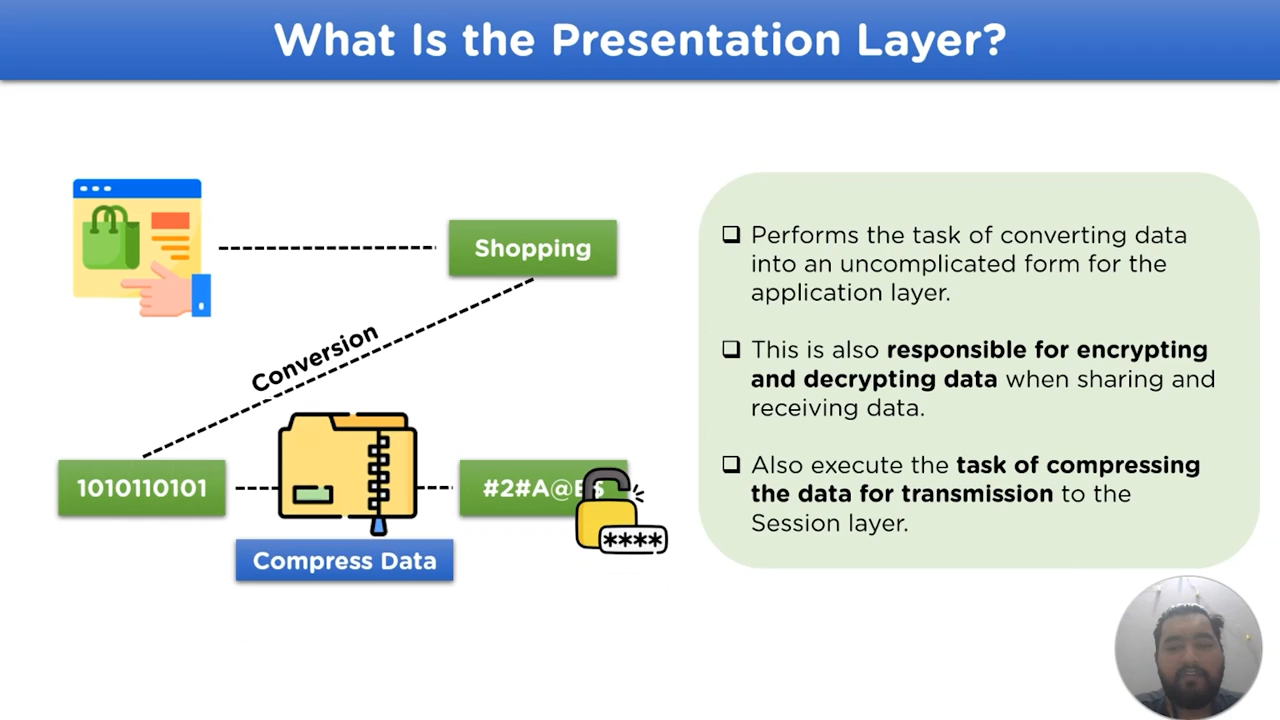 What Is the Presentation Layer?
Shopping
Conversion
1010110101
#2#A@
****
Compress Data
Performs the task of converting data
into an uncomplicated form for the
application layer.
This is also responsible for encrypting
and decrypting data when sharing and
receiving data.
Also execute the task of compressing
the data for transmission to the
Session layer.